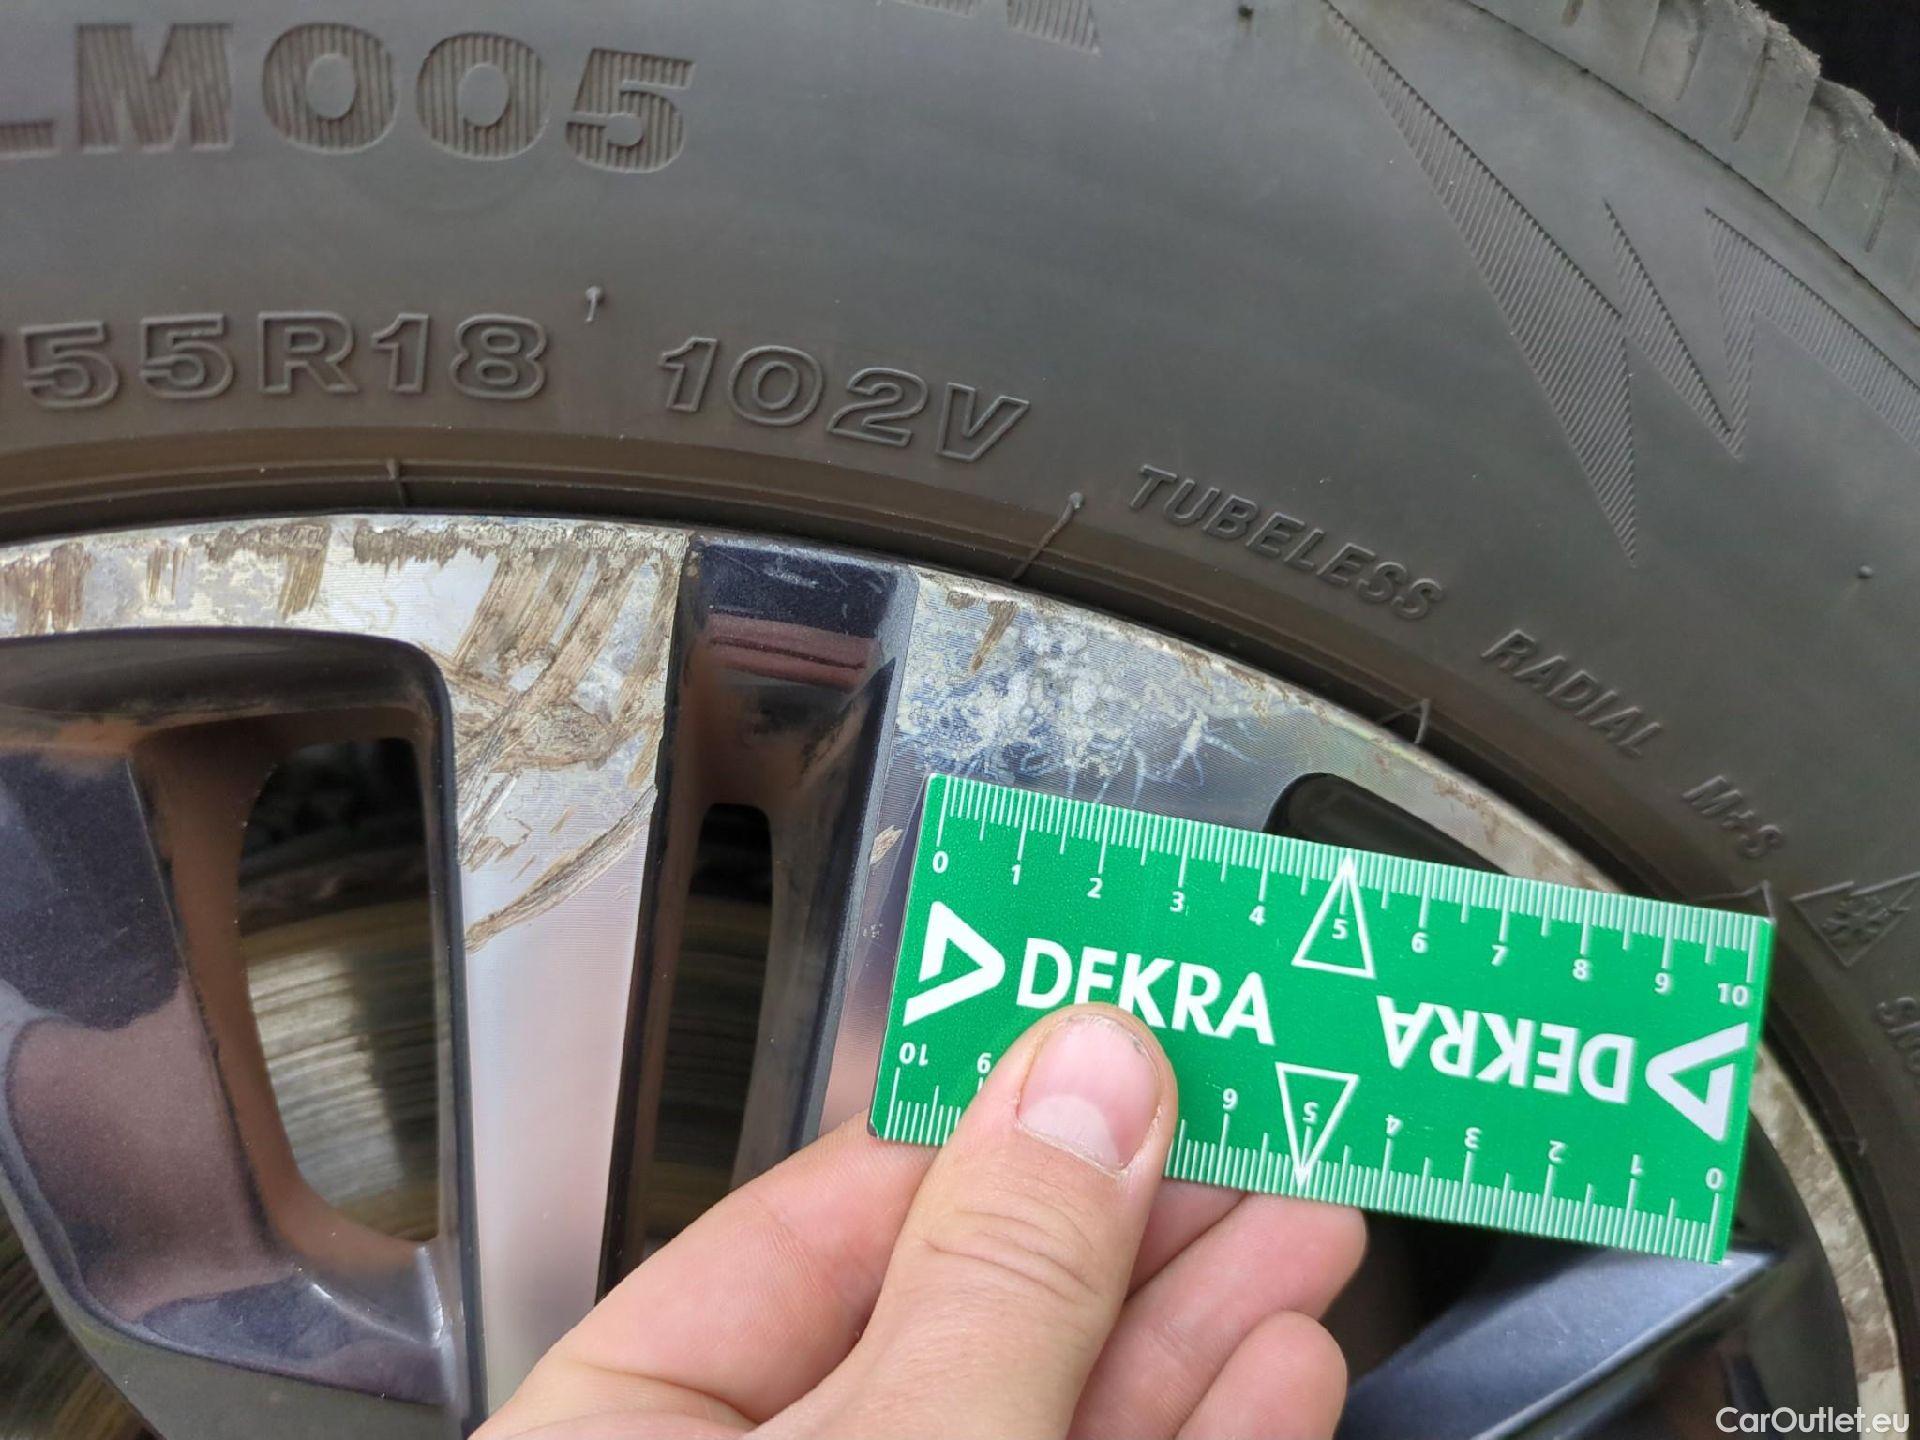 LM005
/55R18 102V
TUBELESS RADIAL M+S
0 1 2 3 4 5 6 7 8 9 10
DEKRA
DEKRA
10 9 6 5 4 3 2 1 0
CarOutlet.eu